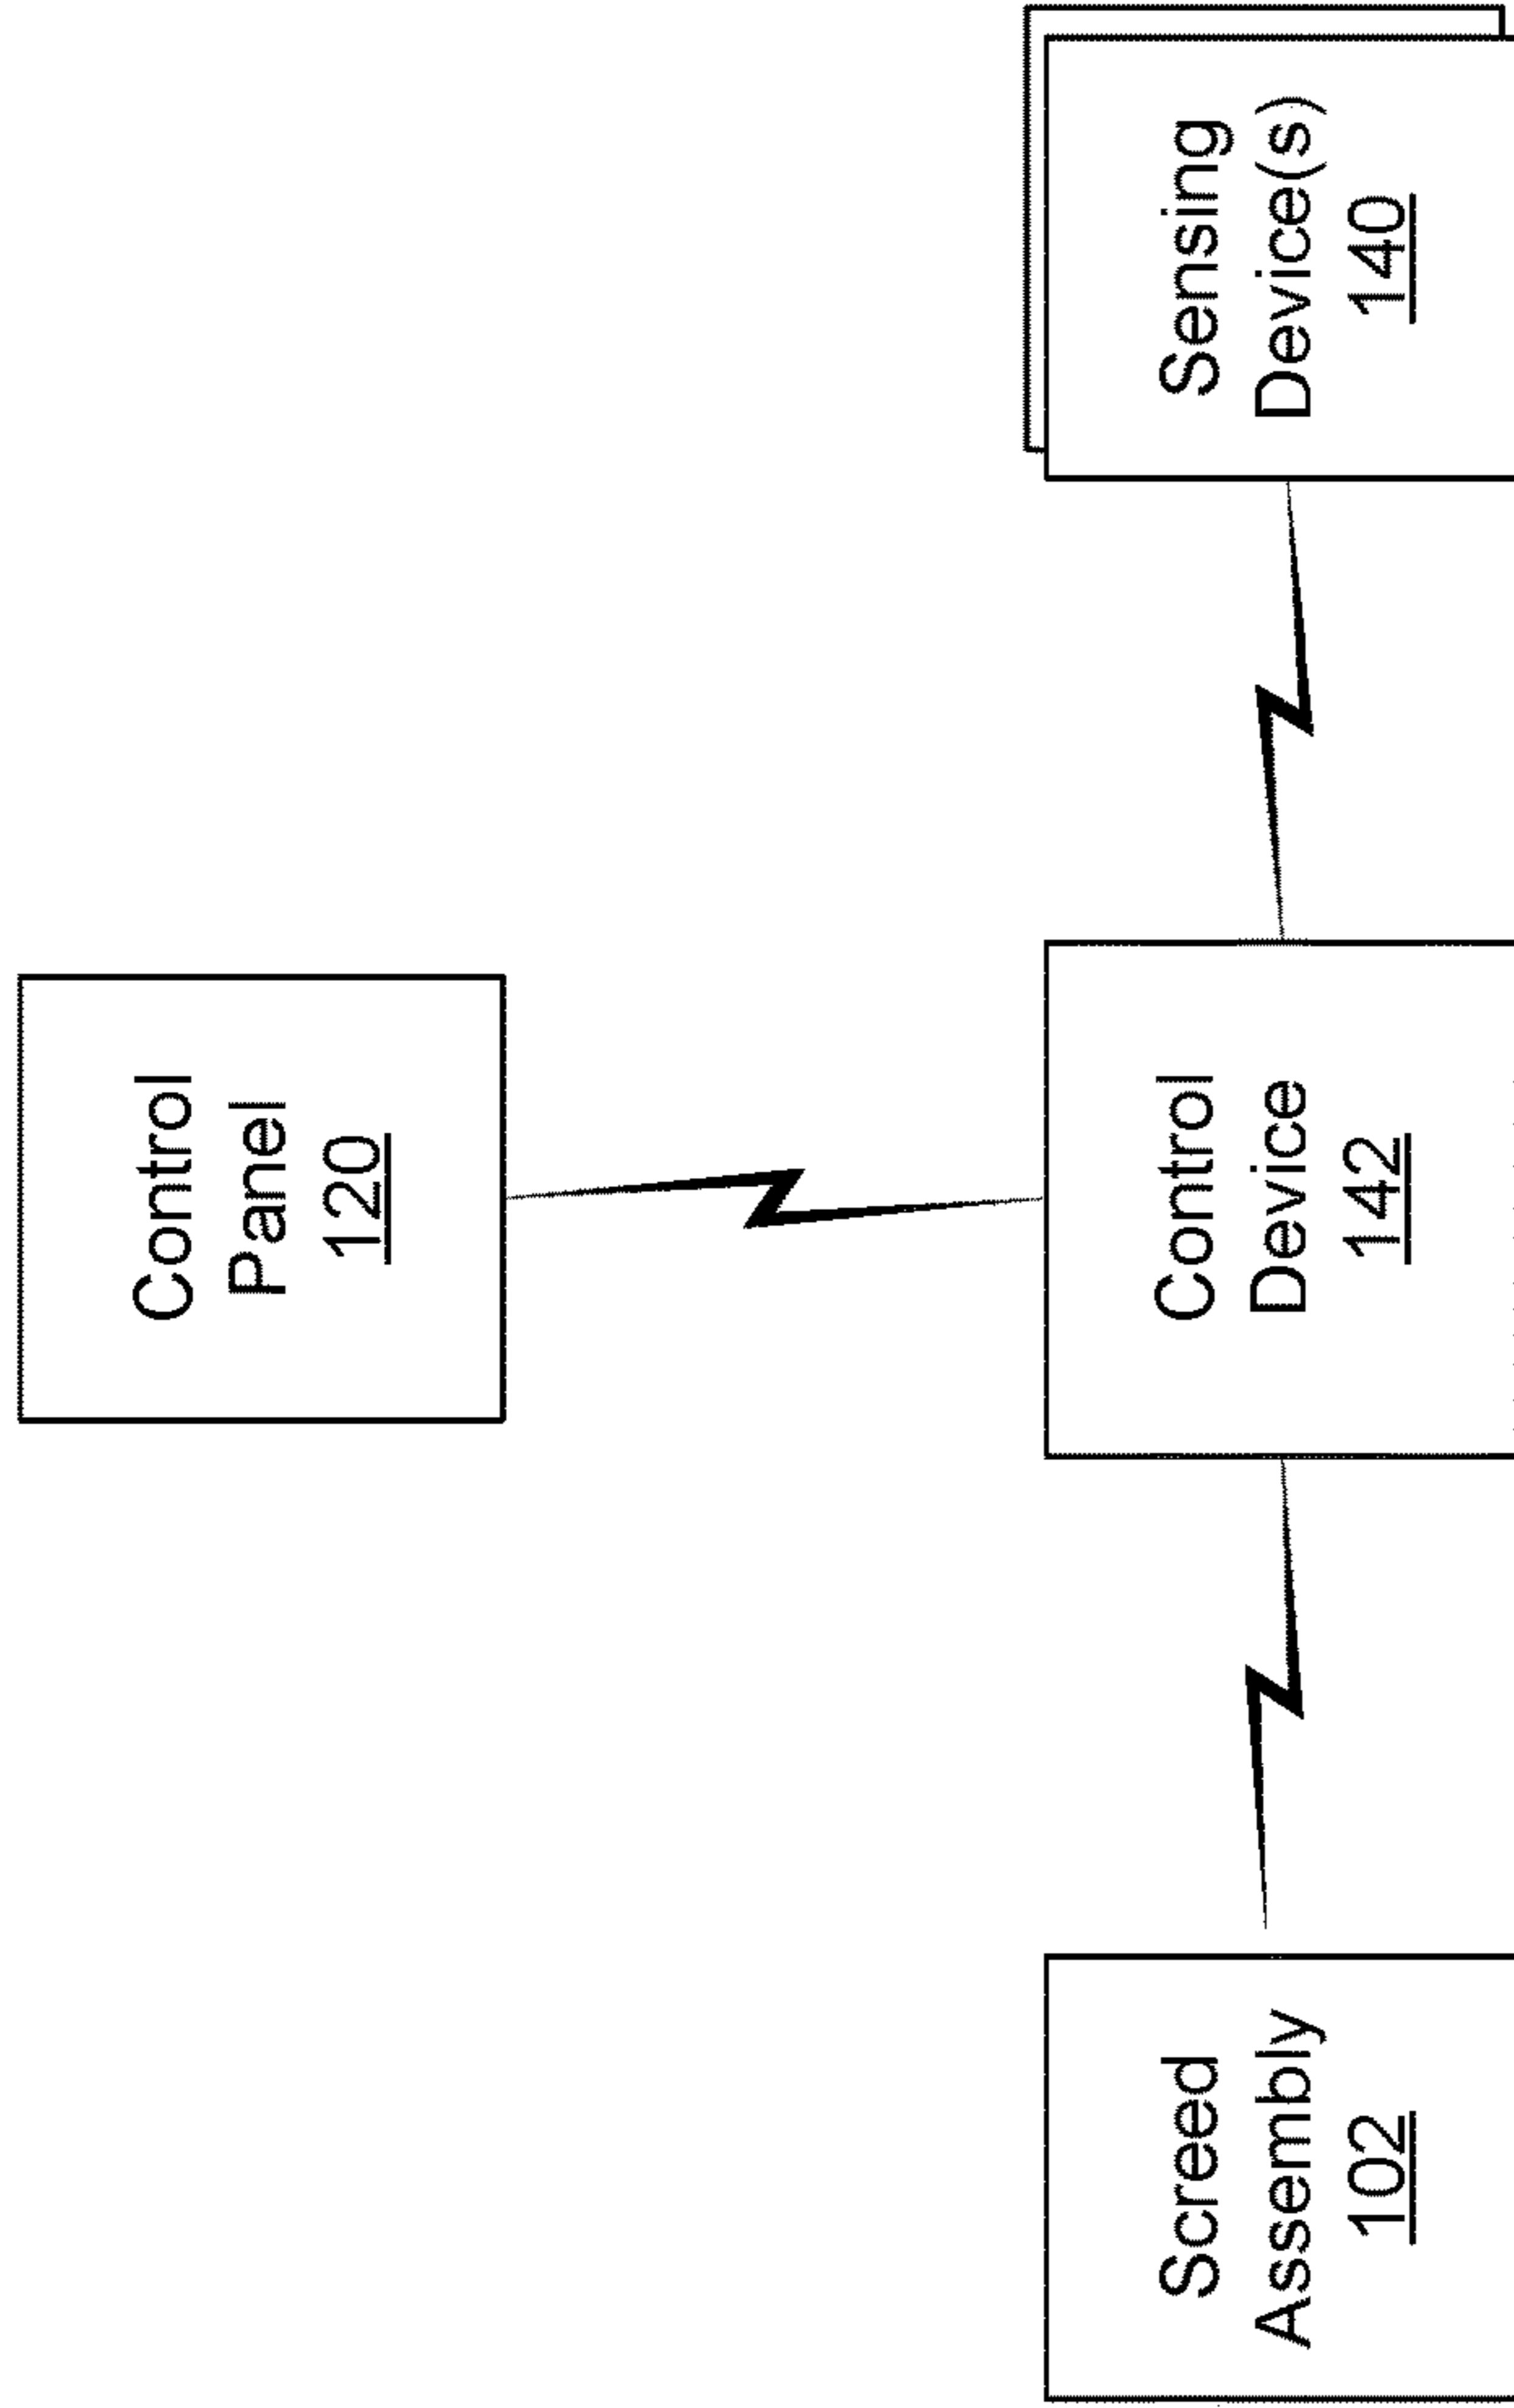 Control
Panel
120
Screed
Assembly
102
Control
Device
142
Sensing
Device(s)
140